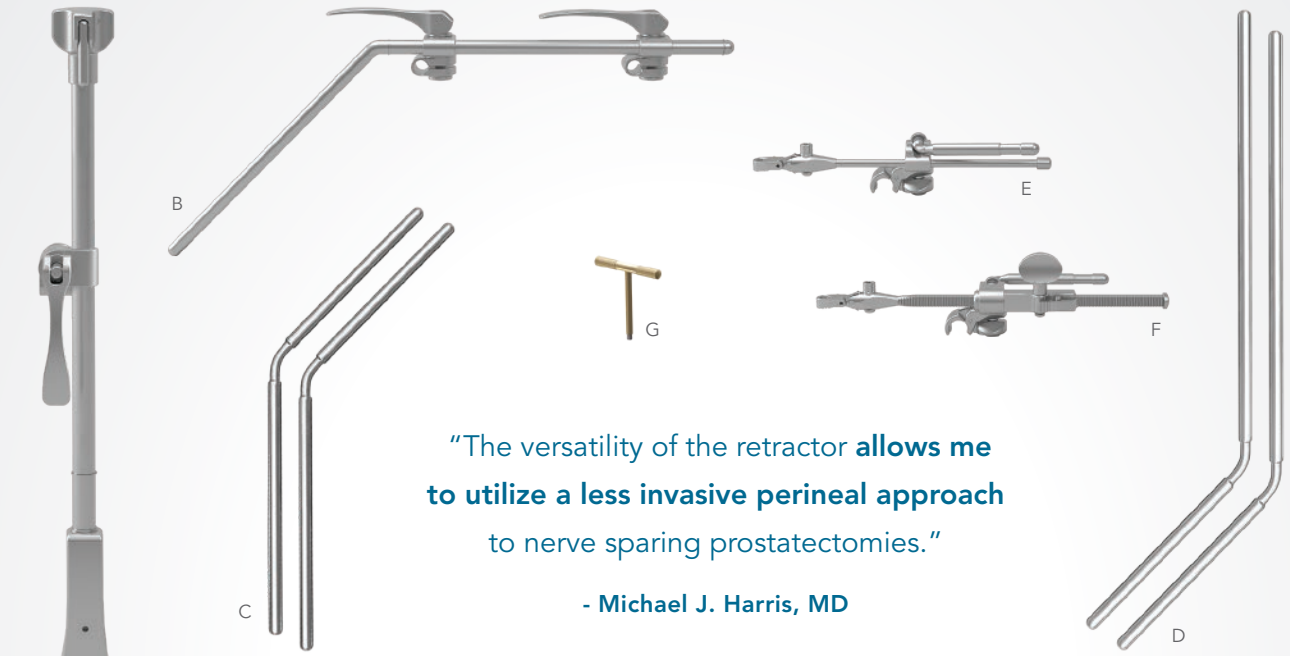 B
E
G
F
“The versatility of the retractor allows me
to utilize a less invasive perineal approach
to nerve sparing prostatectomies.”
- Michael J. Harris, MD
C
D